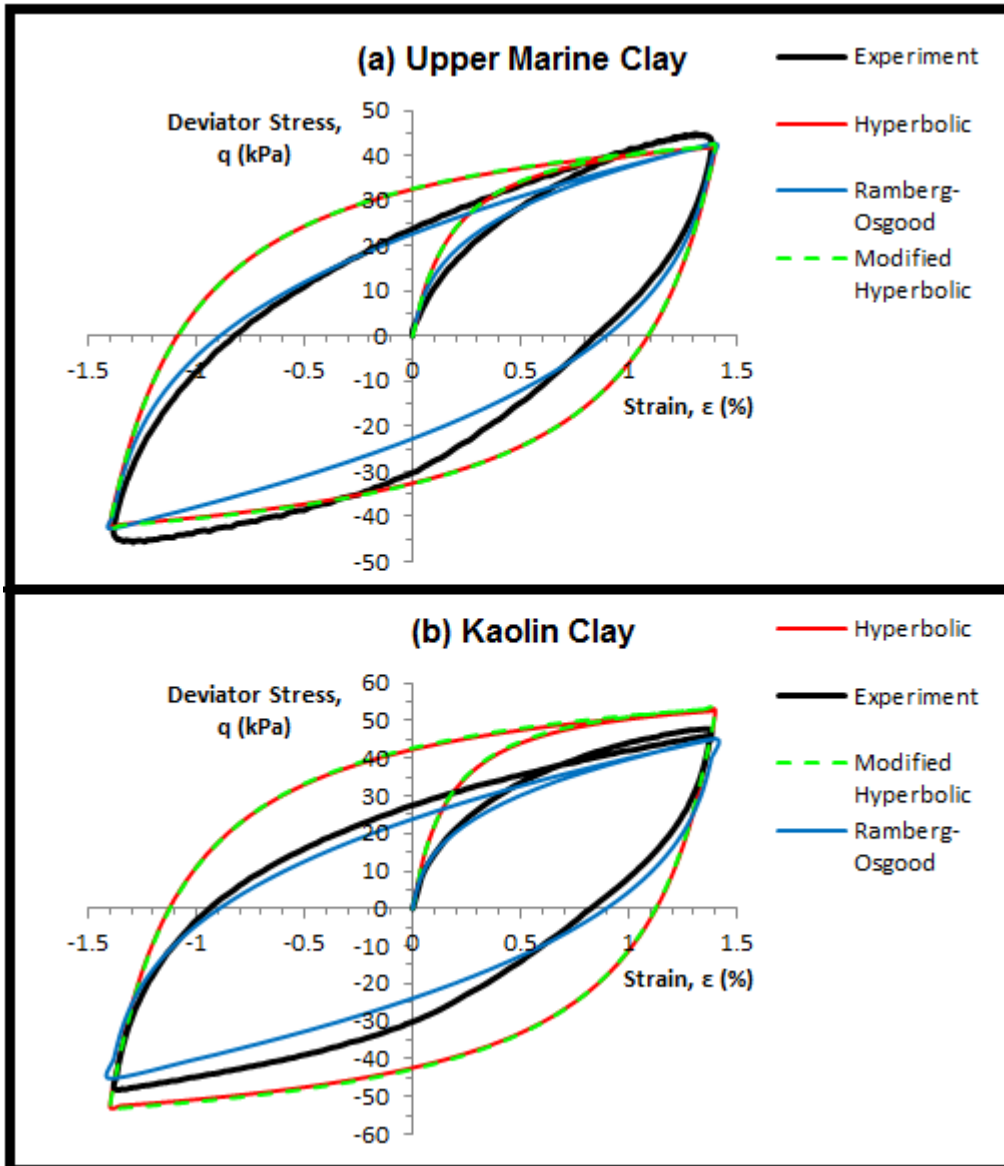 (a) Upper Marine Clay
Deviator Stress,
q (kPa)
50
40
30
20
10
0
-10
-20
-30
-40
-50
-1.5
-1
-0.5
0
0.5
1
1.5
Strain, ε (%)
Experiment
Hyperbolic
Ramberg-
Osgood
Modified
Hyperbolic
(b) Kaolin Clay
Deviator Stress,
q (kPa)
60
50
40
30
20
10
0
-10
-20
-30
-40
-50
-60
-1.5
-1
-0.5
0
0.5
1
1.5
Strain, ε (%)
Hyperbolic
Experiment
Modified
Hyperbolic
Ramberg-
Osgood